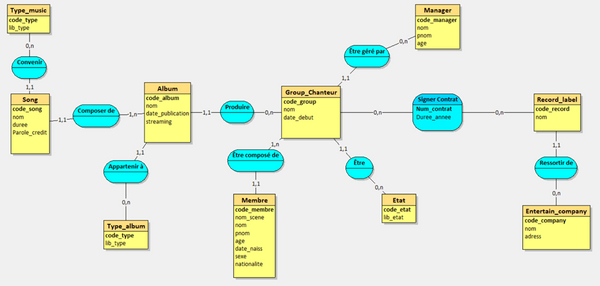 Type_music
code_type
lib_type
0,n
Convenir
1,1
Song
code_song
nom
duree
Parole_credit
1,1
Composer de
1,n
Album
code_album
nom
date_publication
streaming
1,1
Produire
0,n
1,1
Appartenir à
0,n
Type_album
code_type
lib_type
Group_Chanteur
code_group
nom
date_debut
1,1
Être géré par
0,n
Manager
code_manager
nom
pnom
age
0,n
Signer Contrat
Num_contrat
Duree_annee
0,n
Record_label
code_record
nom
1,1
Ressortir de
0,n
Entertain_company
code_company
nom
adress
1,n
Être composé de
1,1
Membre
code_membre
nom_scene
nom
pnom
age
date_naiss
sexe
nationalite
1,1
Être
0,n
Etat
code_etat
lib_etat